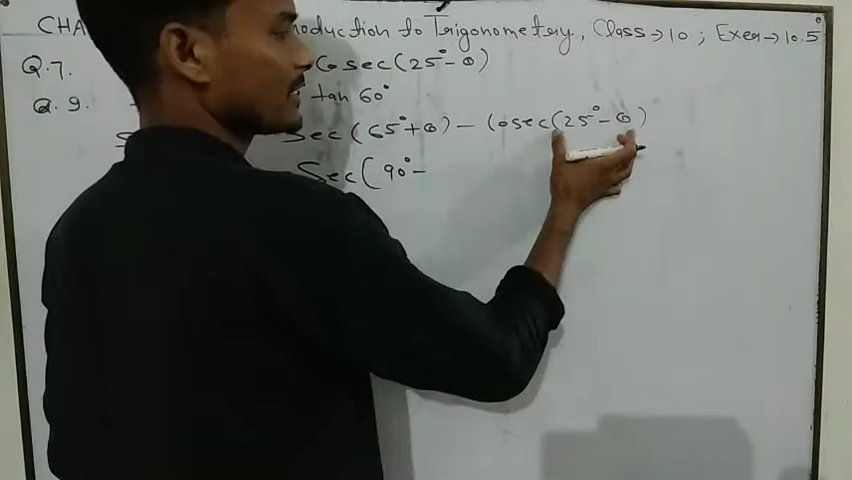 CHA oduction to Trigonometry, Class→10 ; Exer→10.5
Q.7. Cosec(25°-θ)
Q.9. tan 60°
Sec(65°+θ) - Cosec(25°-θ)
Sec(90°-